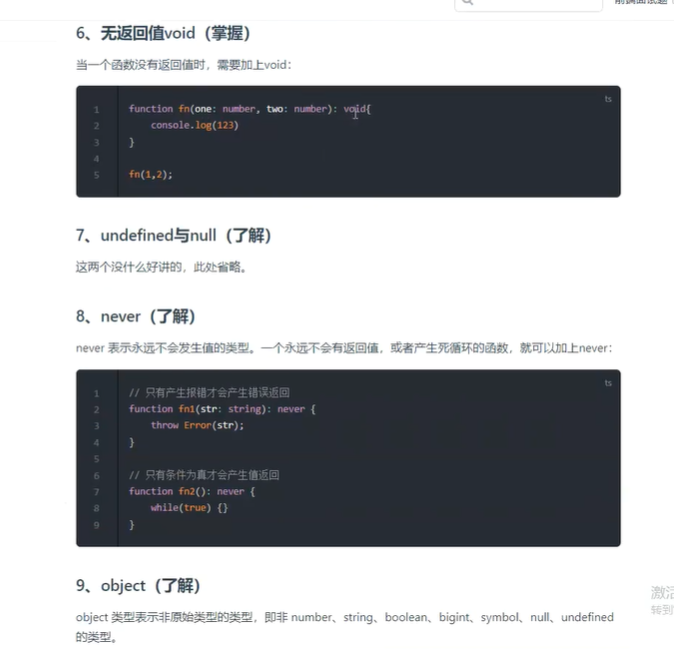 6、无返回值void（掌握）
当一个函数没有返回值时，需要加上void：
ts
1 function fn(one: number, two: number): void{
2 console.log(123)
3 }
4
5 fn(1,2);
7、undefined与null（了解）
这两个没什么好讲的，此处省略。
8、never（了解）
never 表示永远不会发生值的类型。一个永远不会有返回值，或者产生死循环的函数，就可以加上never：
ts
1 // 只有产生报错才会产生错误返回
2 function fn1(str: string): never {
3 throw Error(str);
4 }
5
6 // 只有条件为真才会产生值返回
7 function fn2(): never {
8 while(true) {}
9 }
9、object（了解）
object 类型表示非原始类型的类型，即非 number、string、boolean、bigint、symbol、null、undefined
的类型。
激活
转到